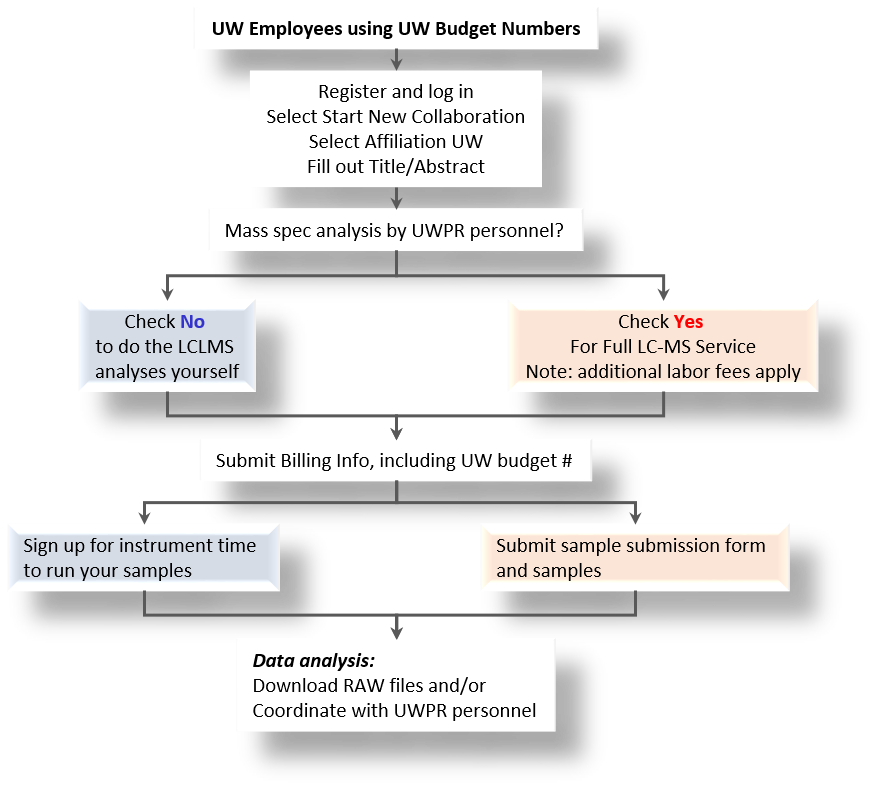 UW Employees using UW Budget Numbers
Register and log in
Select Start New Collaboration
Select Affiliation UW
Fill out Title/Abstract
Mass spec analysis by UWPR personnel?
Check No
to do the LCLMS
analyses yourself
Check Yes
For Full LC-MS Service
Note: additional labor fees apply
Submit Billing Info, including UW budget #
Sign up for instrument time
to run your samples
Submit sample submission form
and samples
Data analysis:
Download RAW files and/or
Coordinate with UWPR personnel